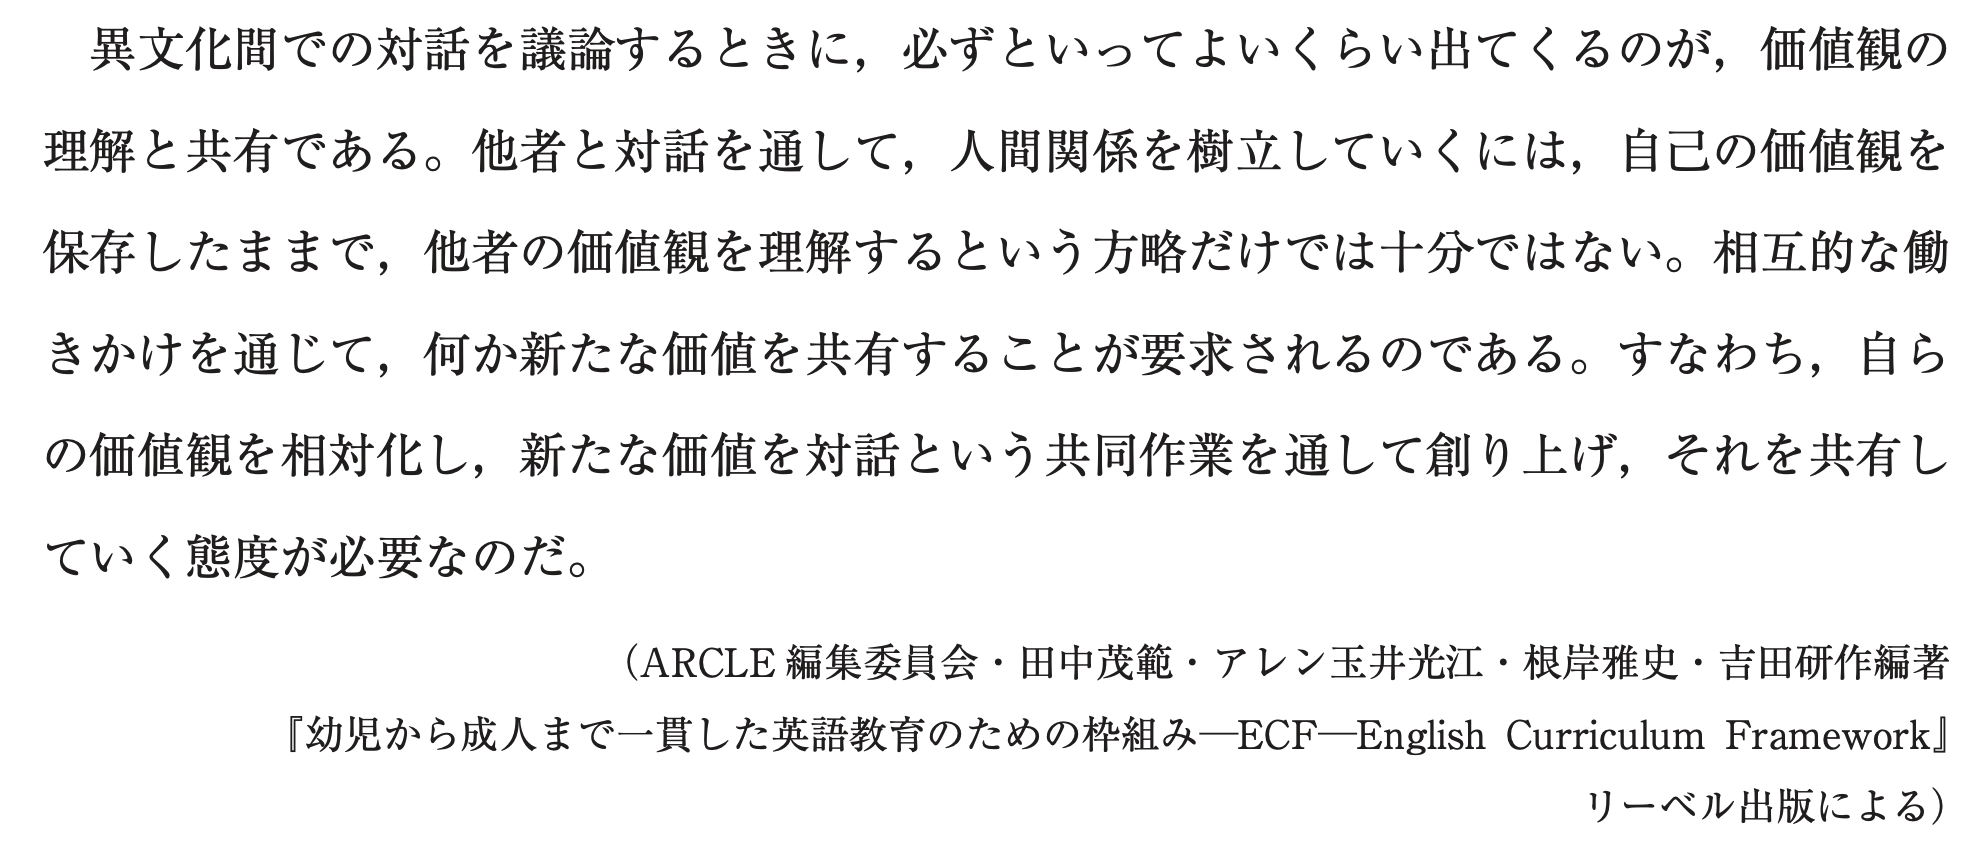 異文化間での対話を議論するときに，必ずといってよいくらい出てくるのが，価値観の
理解と共有である。他者と対話を通して，人間関係を樹立していくには，自己の価値観を
保存したままで，他者の価値観を理解するという方略だけでは十分ではない。相互的な働
きかけを通じて，何か新たな価値を共有することが要求されるのである。すなわち，自ら
の価値観を相対化し，新たな価値を対話という共同作業を通して創り上げ，それを共有し
ていく態度が必要なのだ。
（ARCLE 編集委員会・田中茂範・アレン玉井光江・根岸雅史・吉田研作編著
『幼児から成人まで一貫した英語教育のための枠組み―ECF―English Curriculum Framework』
リーベル出版による）